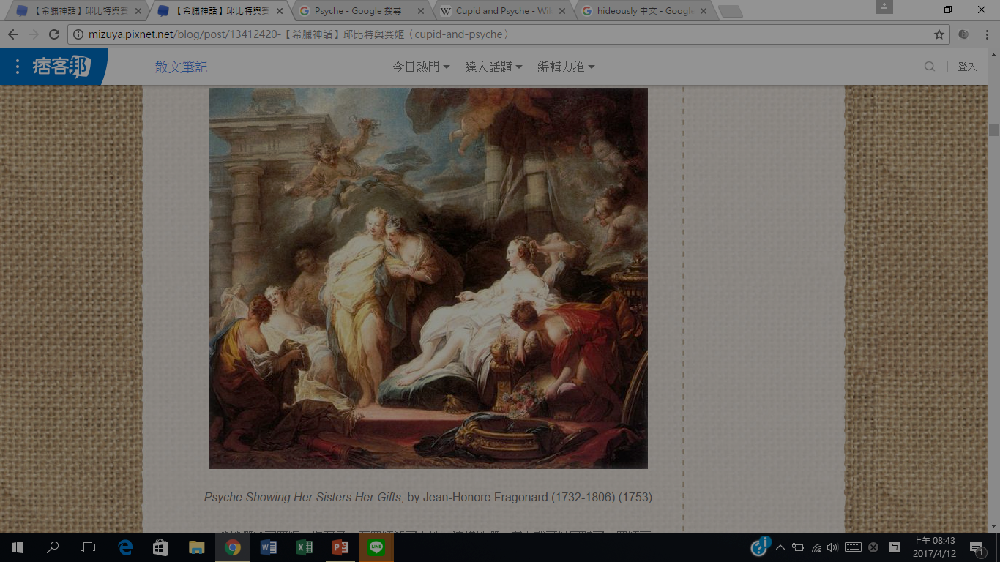 【希臘神話】邱比特與賽
【希臘神話】邱比特與賽
Psyche - Google 搜尋
Cupid and Psyche - Wi
hideously 中文 - Google
mizuya.pixnet.net/blog/post/13412420-【希臘神話】邱比特與賽姬（cupid-and-psyche）
痞客邦
散文筆記
今日熱門
達人話題
編輯力推
登入
Psyche Showing Her Sisters Her Gifts, by Jean-Honore Fragonard (1732-1806) (1753)
上午 08:43
2017/4/12